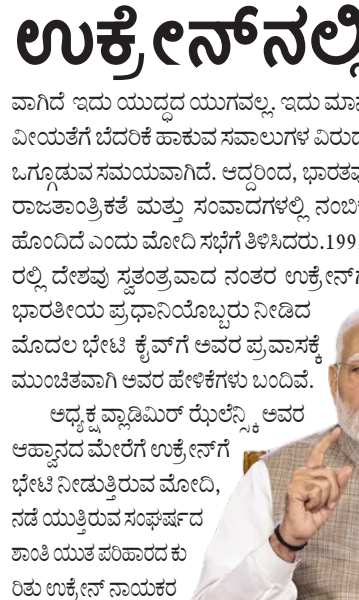 ಉಕ್ರೇನ್‌ನಲ್ಲಿ
ವಾಗಿದೆ ಇದು ಯುದ್ಧದ ಯುಗವಲ್ಲ. ಇದು
ವೀಯತೆಗೆ ಬೆದರಿಕೆ ಹಾಕುವ ಸವಾಲುಗಳ
ಒಗ್ಗೂಡುವ ಸಮಯವಾಗಿದೆ. ಆದ್ದರಿಂದ,
ರಾಜತಾಂತ್ರಿಕತೆ ಮತ್ತು ಸಂವಾದಗಳಲ್ಲಿ
ಹೊಂದಿದೆ ಎಂದು ಮೋದಿ ಸಭೆಗೆ ತಿಳಿಸಿದರು.199
ರಲ್ಲಿ ದೇಶವು ಸ್ವತಂತ್ರವಾದ ನಂತರ
ಭಾರತೀಯ ಪ್ರಧಾನಿಯೊಬ್ಬರು ನೀಡಿದ
ಮೊದಲ ಭೇಟಿ ಕೈವ್‌ಗೆ ಅವರ ಪ್ರವಾಸಕ್ಕೆ
ಮುಂಚಿತವಾಗಿ ಅವರ ಹೇಳಿಕೆಗಳು ಬಂದಿವೆ.
ಅಧ್ಯಕ್ಷ ವ್ಲಾಡಿಮಿರ್ ಝೆಲೆನ್ಸ್ಕಿ ಅವರ
ಆಹ್ವಾನದ ಮೇರೆಗೆ ಉಕ್ರೇನ್‌ಗೆ
ಭೇಟಿ ನೀಡುತ್ತಿರುವ ಮೋದಿ,
ನಡೆ ಯುತ್ತಿರುವ ಸಂಘರ್ಷದ
ಶಾಂತಿ ಯುತ ಪರಿಹಾರದ ಕು
ರಿತು ಉಕ್ರೇನ್ ನಾಯಕರ